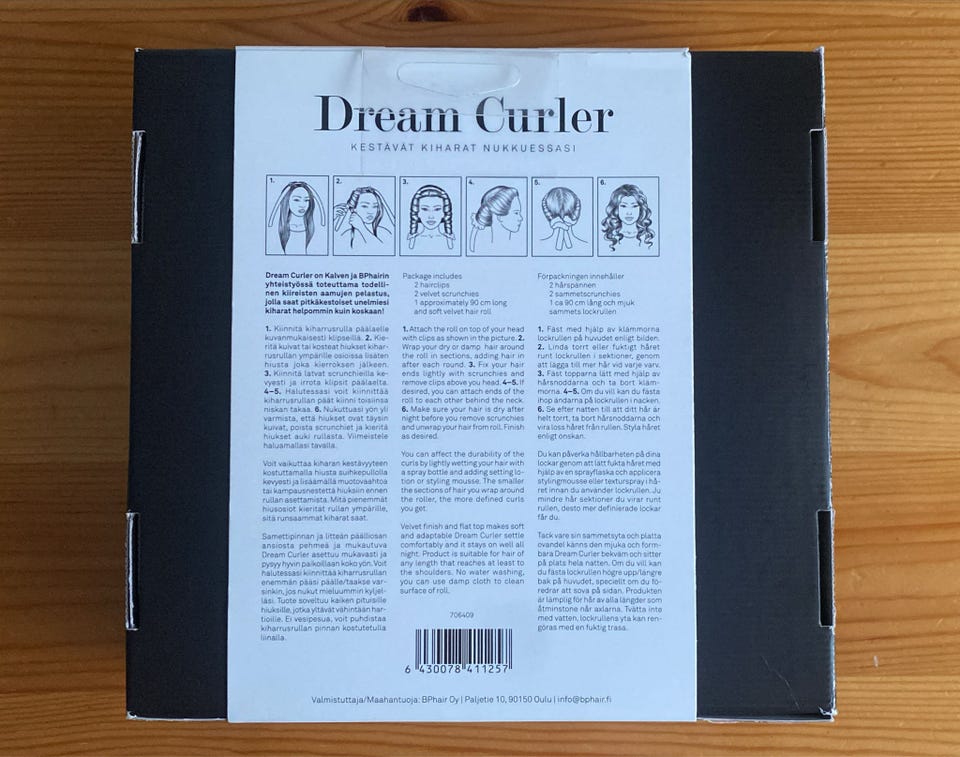 Dream Curler
KESTÄVÄT KIHARAT NUKKUESSASI
1.
2.
3.
4.
5.
6.
Dream Curler on Kalven ja BPhairin
yhteistyössä toteuttama todelli-
nen kiireisten aamujen pelastus,
jolla saat pitkäkestoiset unelmiesi
kiharat helpommin kuin koskaan!
1. Kiinnitä kiharrusrulla päälaelle
kuvanmukaisesti klipseillä. 2. Kie-
ritä kuivat tai kosteat hiukset kihar-
rusrullan ympärille osioissa lisäten
hiusta joka kierroksen jälkeen.
3. Kiinnitä latvat scrunchieilla ke-
vyesti ja irrota klipsit päälaelta.
4–5. Halutessasi voit kiinnittää
kiharrusrullan päät kiinni toisiinsa
niskan takaa. 6. Nukuttuasi yön yli
varmista, että hiukset ovat täysin
kuivat, poista scrunchiet ja kieritä
hiukset auki rullasta. Viimeistele
haluamallasi tavalla.
Voit vaikuttaa kiharan kestävyyteen
kostuttamalla hiusta suihkepullolla
kevyesti ja lisäämällä muotovaahtoa
tai kampausnestettä hiuksiin ennen
rullan asettamista. Mitä pienemmät
hiusosiot kierität rullan ympärille,
sitä runsaammat kiharat saat.
Samettipinnan ja litteän päälliosan
ansiosta pehmeä ja mukautuva
Dream Curler asettuu mukavasti ja
pysyy hyvin paikoillaan koko yön. Voit
halutessasi kiinnittää kiharrusrullan
enemmän pääsi päälle/taakse var-
sinkin, jos nukut mieluummin kyljel-
läsi. Tuote soveltuu kaiken pituisille
hiuksille, jotka yltävät vähintään har-
tioille. Ei vesipesua, voit puhdistaa
kiharrusrullan pinnan kostutetulla
liinalla.
Package includes
2 hairclips
2 velvet scrunchies
1 approximately 90 cm long
and soft velvet hair roll
1. Attach the roll on top of your head
with clips as shown in the picture. 2.
Wrap your dry or damp hair around
the roll in sections, adding hair in
after each round. 3. Fix your hair
ends lightly with scrunchies and
remove clips above you head. 4–5. If
desired, you can attach ends of the
roll to each other behind the neck.
6. Make sure your hair is dry after
night before you remove scrunchies
and unwrap your hair from roll. Finish
as desired.
You can affect the durability of the
curls by lightly wetting your hair with
a spray bottle and adding setting lo-
tion or styling mousse. The smaller
the sections of hair you wrap around
the roller, the more defined curls
you get.
Velvet finish and flat top makes soft
and adaptable Dream Curler settle
comfortably and it stays on well all
night. Product is suitable for hair of
any length that reaches at least to
the shoulders. No water washing,
you can use damp cloth to clean
surface of roll.
706409
6 430078 411257
Förpackningen innehåller
2 hårspännen
2 sammetscrunchies
1 ca 90 cm lång och mjuk
sammets lockrullen
1. Fäst med hjälp av klämmorna
lockrullen på huvudet enligt bilden.
2. Linda torrt eller fuktigt håret
runt lockrullen i sektioner, genom
att lägga till mer hår vid varje varv.
3. Fäst topparna lätt med hjälp av
hårsnoddarna och ta bort kläm-
morna. 4–5. Om du vill kan du fästa
ihop ändarna på lockrullen i nacken.
6. Se efter natten till att ditt hår är
helt torrt, ta bort hårsnoddarna och
vira loss håret från rullen. Styla håret
enligt önskan.
Du kan påverka hållbarheten på dina
lockar genom att lätt fukta håret med
hjälp av en sprayflaska och applicera
stylingmousse eller texturspray i hå-
ret innan du använder lockrullen. Ju
mindre hår sektioner du virar runt
rullen, desto mer definierade lockar
får du.
Tack vare sin sammetsyta och platta
ovandel känns den mjuka och form-
bara Dream Curler bekväm och sitter
på plats hela natten. Om du vill kan
du fästa lockrullen högre upp/längre
bak på huvudet, speciellt om du fö-
redrar att sova på sidan. Produkten
är lämplig för hår av alla längder som
åtminstone når axlarna. Tvätta inte
med vatten, lockrullens yta kan ren-
göras med en fuktig trasa.
Valmistuttaja/Maahantuoja: BPhair Oy | Paljetie 10, 90150 Oulu | info@bphair.fi